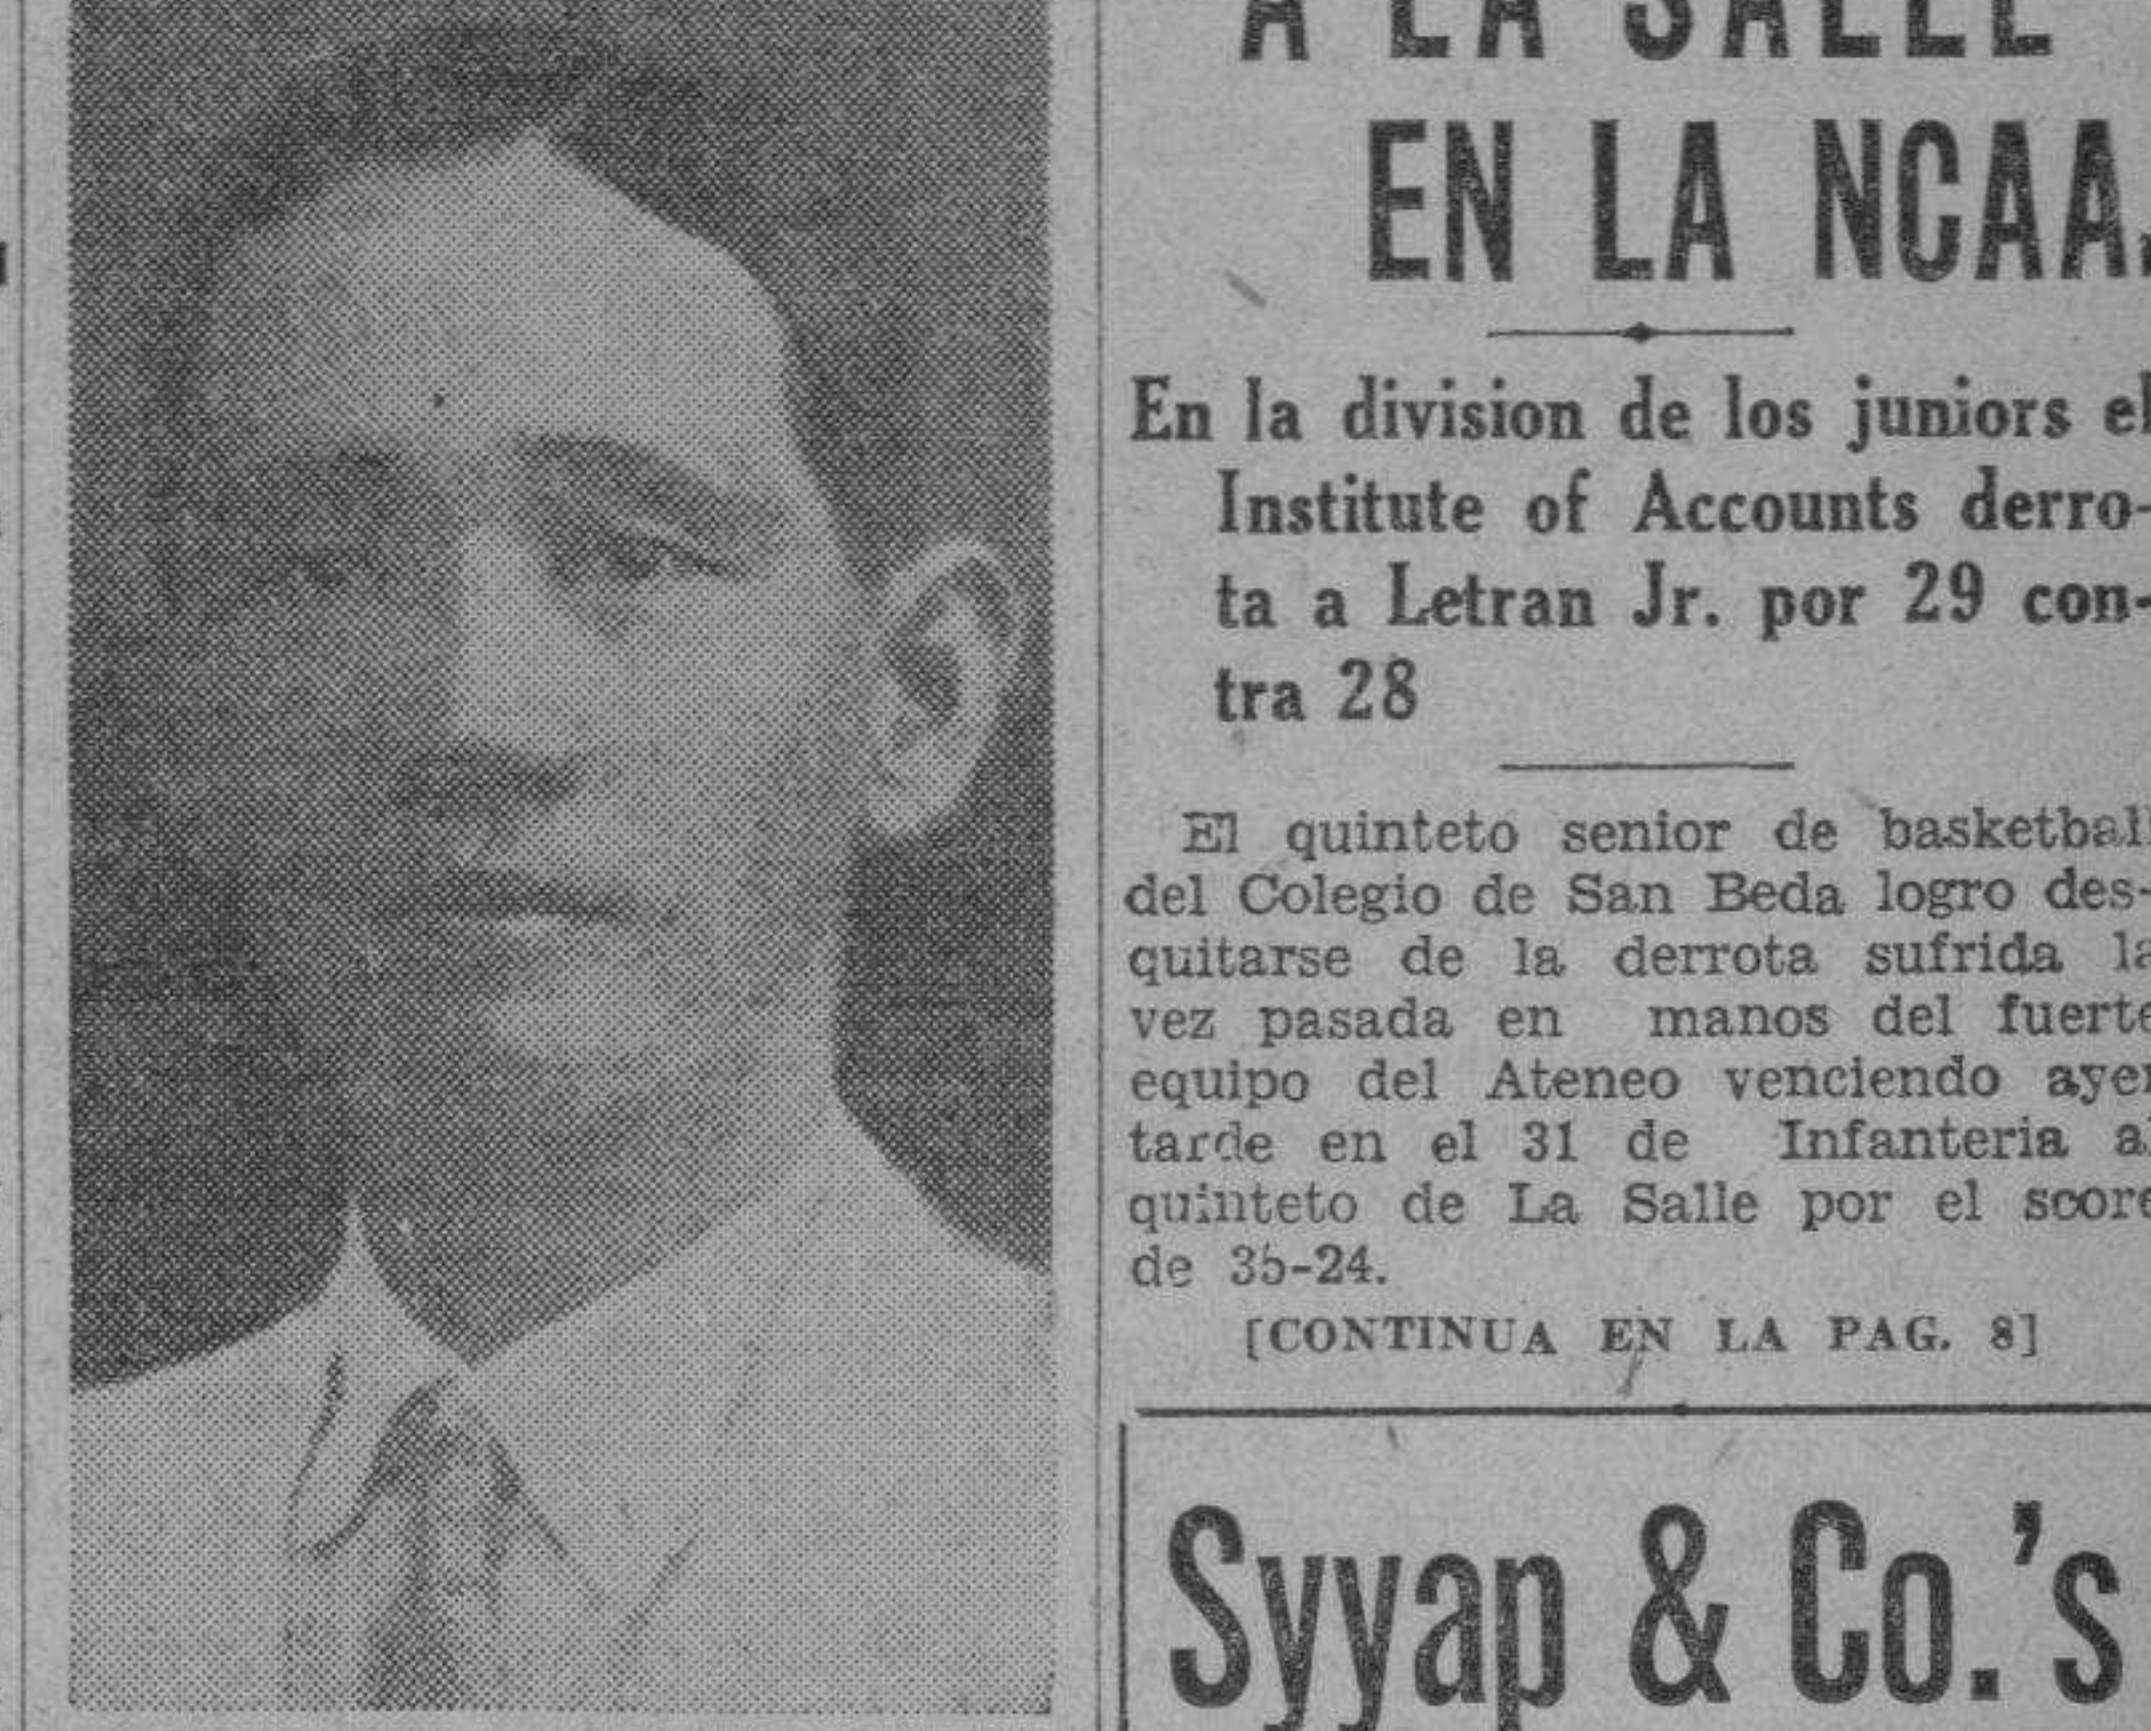 A LA SALLE
EN LA NCAA.
En la division de los juniors el
Institute of Accounts derro-
ta a Letran Jr. por 29 con-
tra 28
El quinteto senior de basketball
del Colegio de San Beda logro des-
quitarse de la derrota sufrida la
vez pasada en manos del fuerte
equipo del Ateneo venciendo ayer
tarde en el 31 de Infanteria al
quinteto de La Salle por el score
de 35-24.
[CONTINUA EN LA PAG. 8]
Syyap & Co.'s